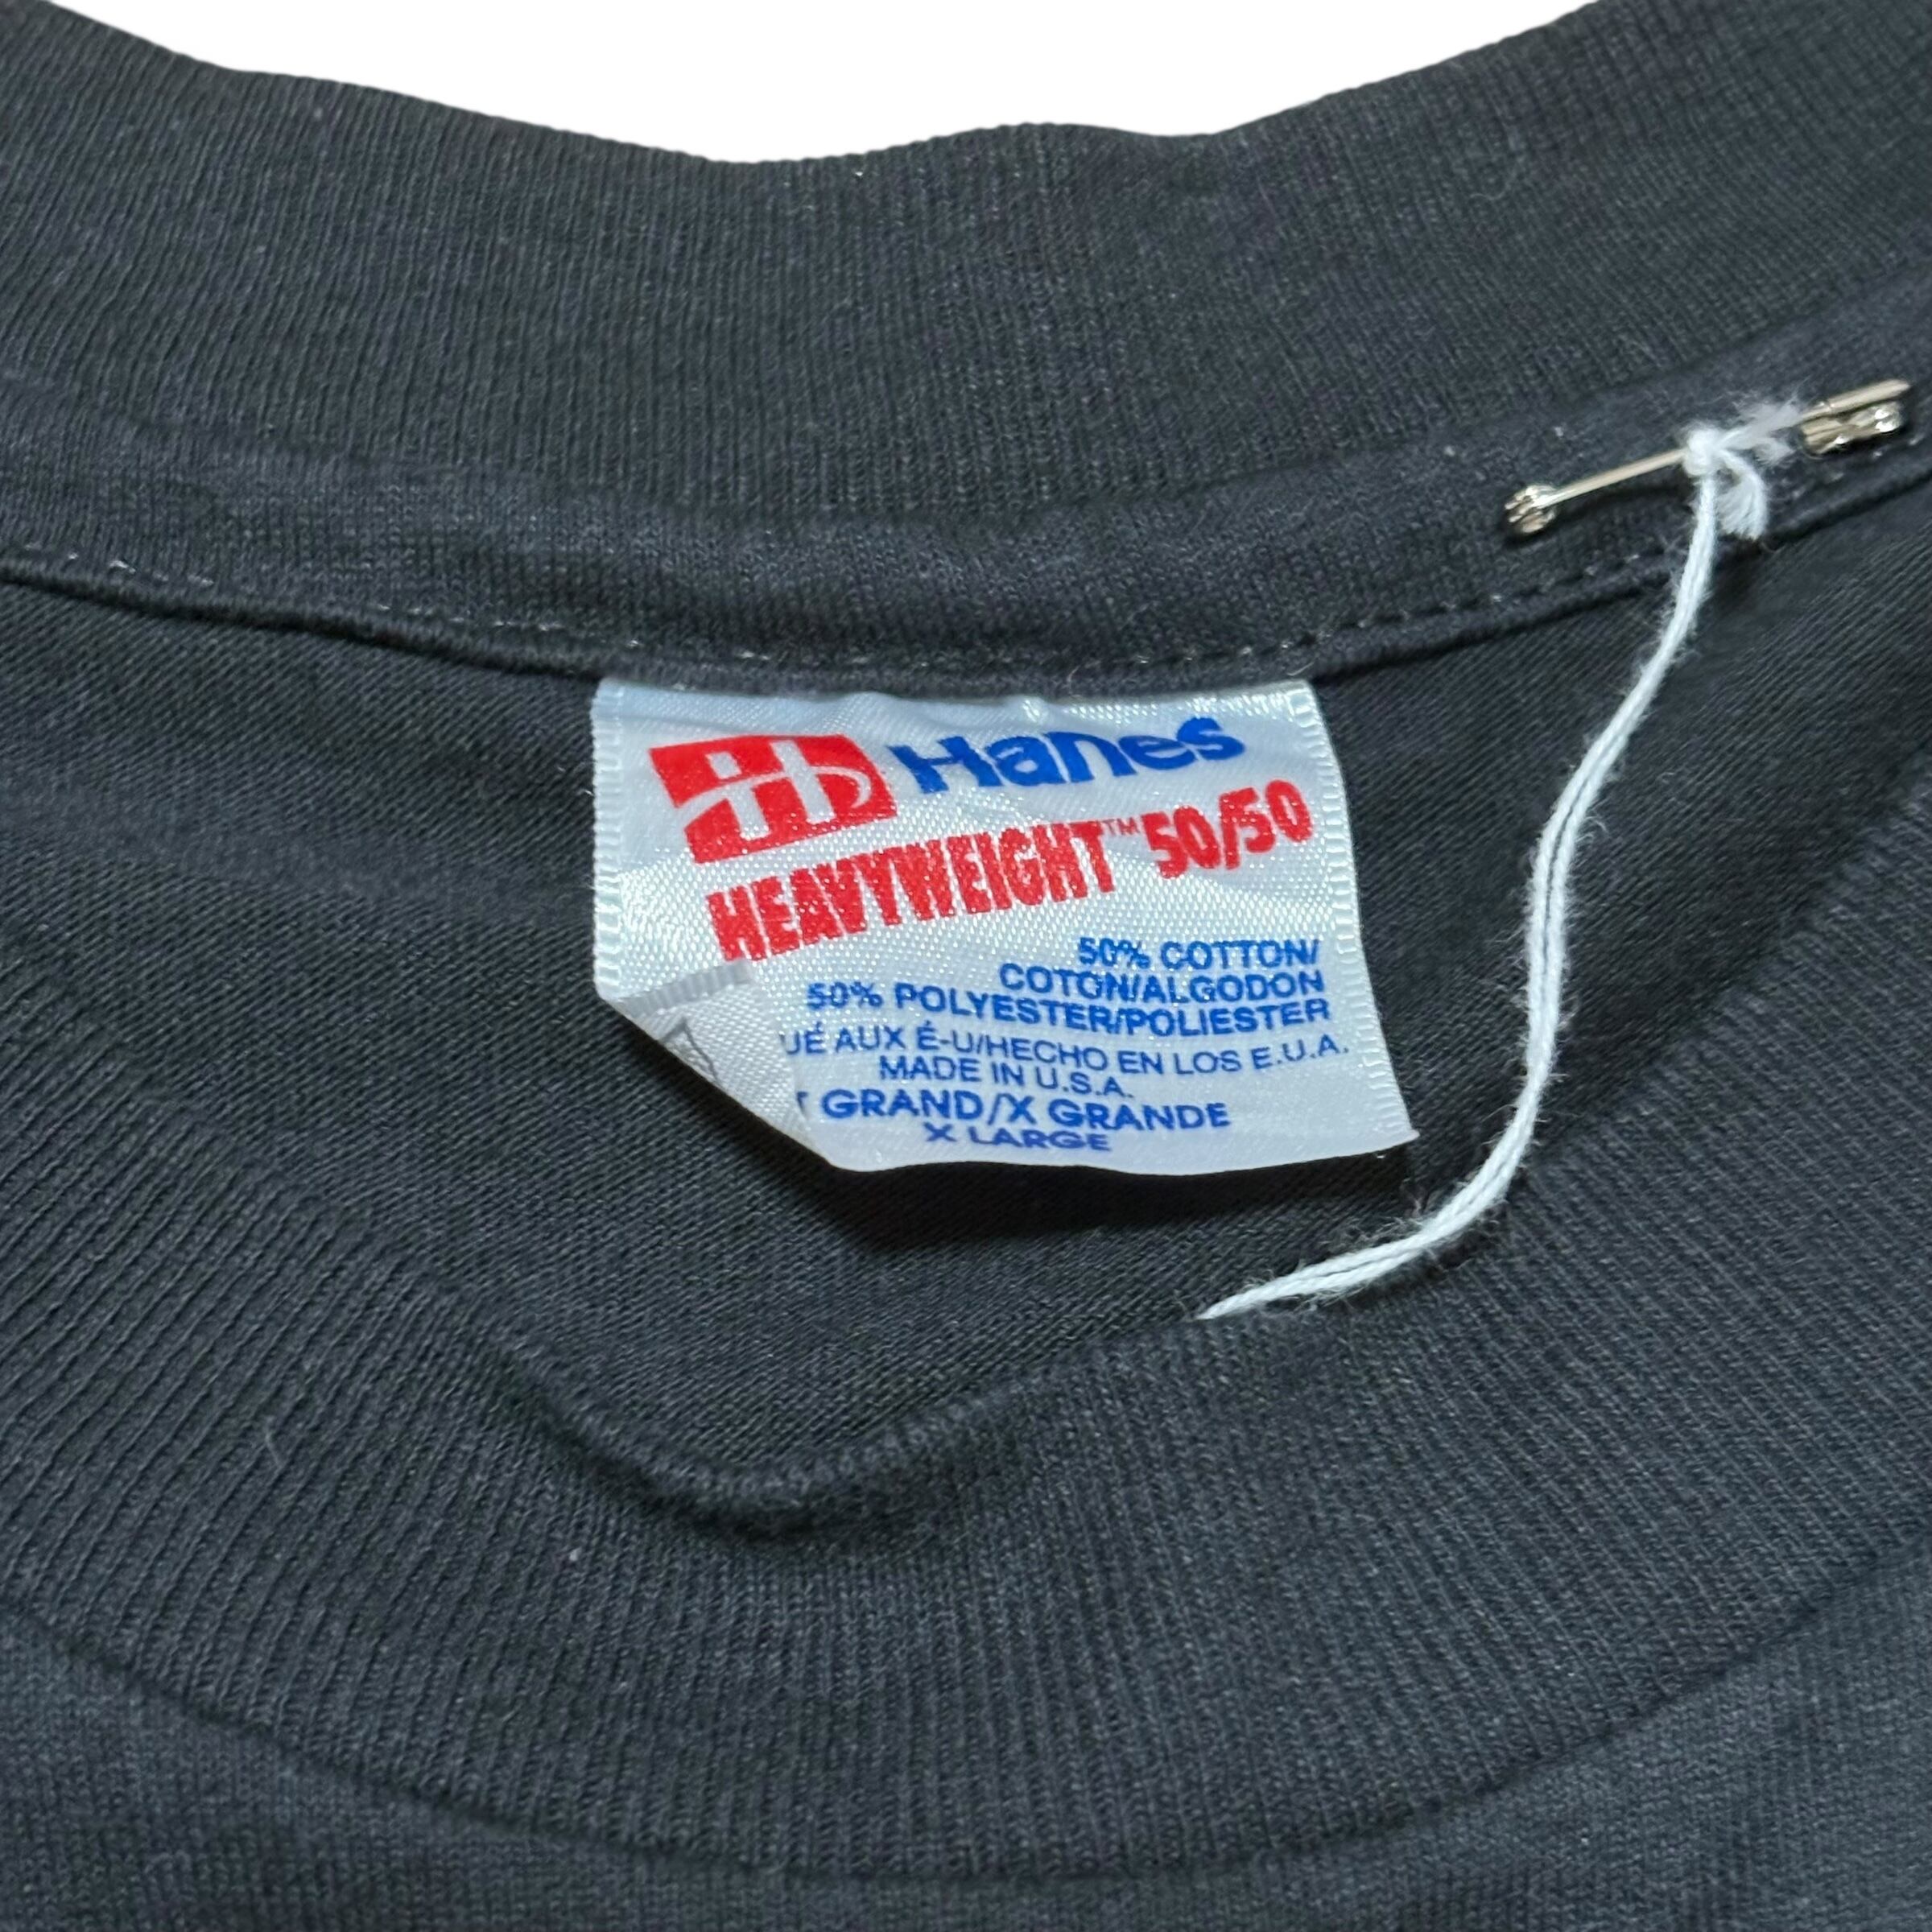 Hanes
HEAVYWEIGHT™ 50/50
50% COTTON/
COTON/ALGODON
50% POLYESTER/POLIESTER
AUX É-U/HECHO EN LOS E.U.A.
MADE IN U.S.A.
GRAND/X GRANDE
X LARGE